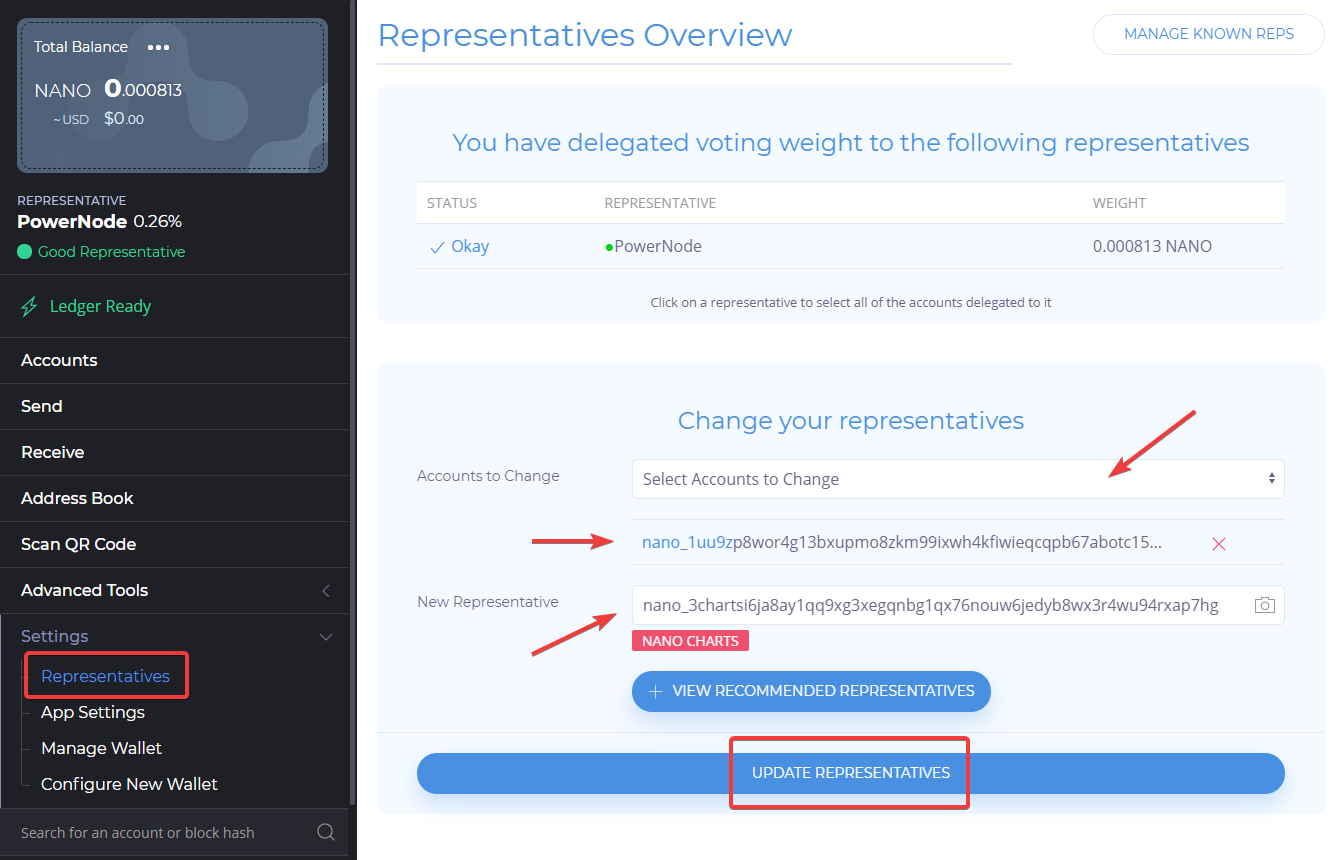 Total Balance •••
NANO 0.000813
~ USD $0.00
REPRESENTATIVE
PowerNode 0.26%
Good Representative
Ledger Ready
Accounts
Send
Receive
Address Book
Scan QR Code
Advanced Tools
Settings
Representatives
App Settings
Manage Wallet
Configure New Wallet
Search for an account or block hash
Representatives Overview
MANAGE KNOWN REPS
You have delegated voting weight to the following representatives
STATUS REPRESENTATIVE WEIGHT
Okay PowerNode 0.000813 NANO
Click on a representative to select all of the accounts delegated to it
Change your representatives
Accounts to Change
Select Accounts to Change
nano_1uu9zp8wor4g13bxupmo8zkm99ixwh4kfiwieqcqpb67abotc15...
New Representative
nano_3chartsi6ja8ay1qq9xg3xegqnbg1qx76nouw6jedyb8wx3r4wu94rxap7hg
NANO CHARTS
VIEW RECOMMENDED REPRESENTATIVES
UPDATE REPRESENTATIVES